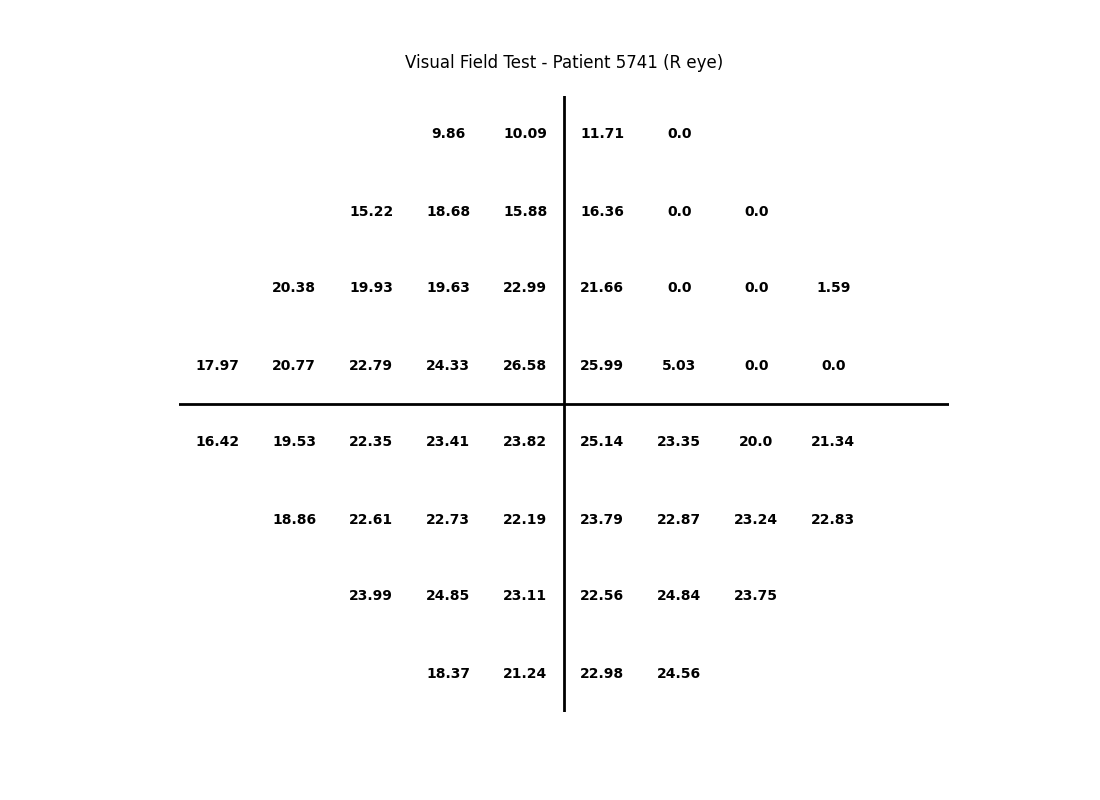 Visual Field Test - Patient 5741 (R eye)
9.86 10.09 11.71 0.0
15.22 18.68 15.88 16.36 0.0 0.0
20.38 19.93 19.63 22.99 21.66 0.0 0.0 1.59
17.97 20.77 22.79 24.33 26.58 25.99 5.03 0.0 0.0
16.42 19.53 22.35 23.41 23.82 25.14 23.35 20.0 21.34
18.86 22.61 22.73 22.19 23.79 22.87 23.24 22.83
23.99 24.85 23.11 22.56 24.84 23.75
18.37 21.24 22.98 24.56